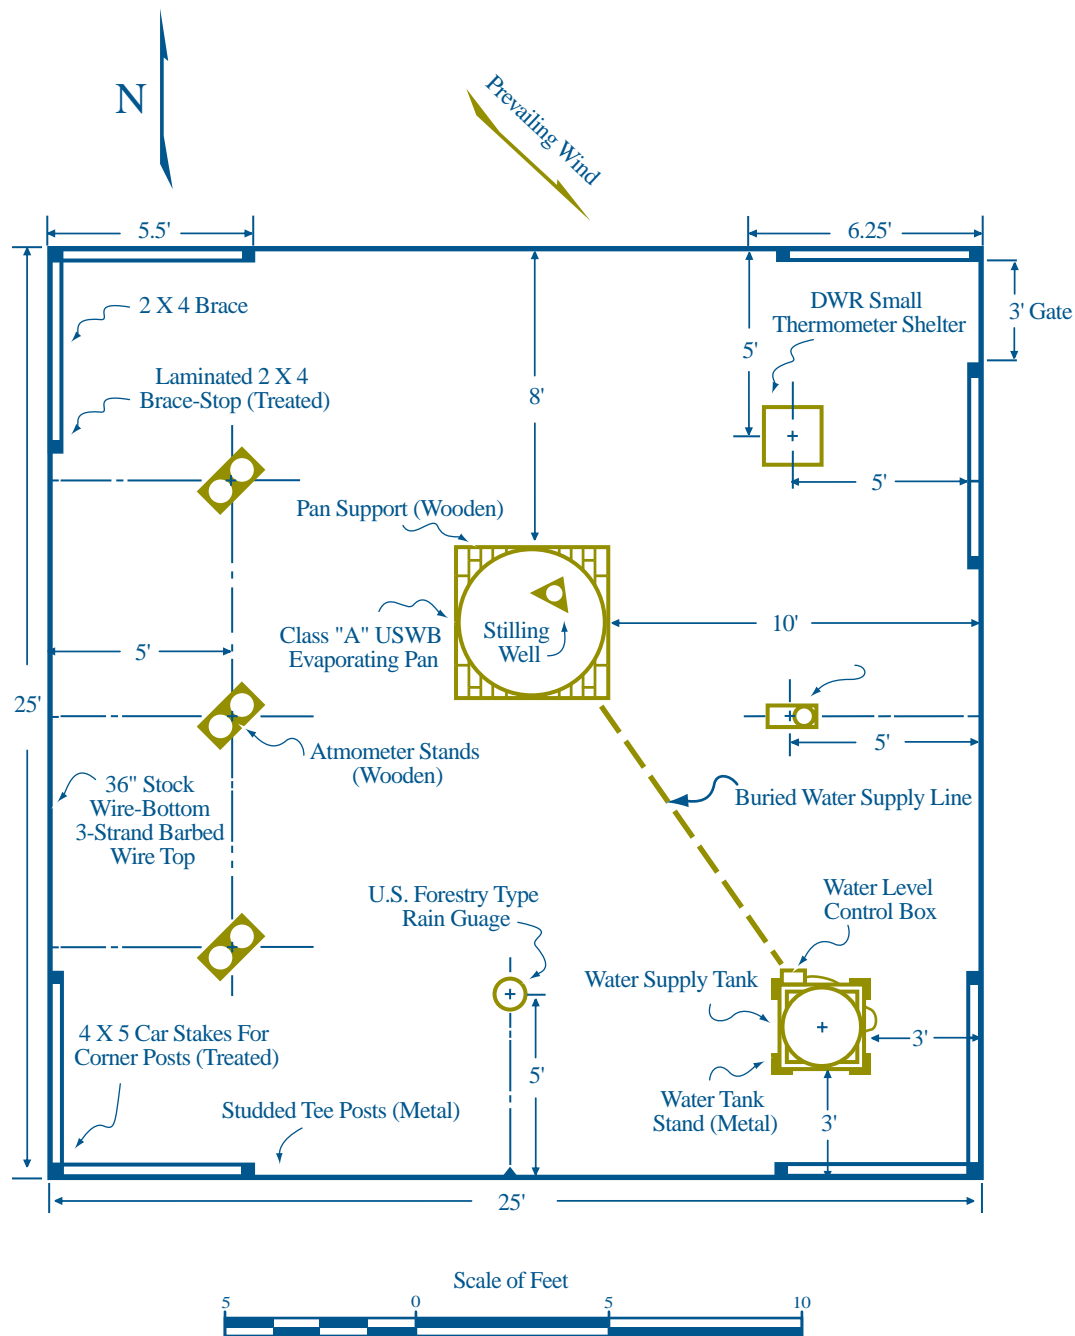 N
Prevailing Wind
5.5'
6.25'
2 X 4 Brace
DWR Small
Thermometer Shelter
3' Gate
5'
Laminated 2 X 4
Brace-Stop (Treated)
8'
5'
Pan Support (Wooden)
Class "A" USWB
Evaporating Pan
Stilling
Well
10'
5'
25'
Atmometer Stands
(Wooden)
5'
36" Stock
Wire-Bottom
3-Strand Barbed
Wire Top
Buried Water Supply Line
U.S. Forestry Type
Rain Guage
Water Level
Control Box
Water Supply Tank
4 X 5 Car Stakes For
Corner Posts (Treated)
3'
5'
Water Tank
Stand (Metal)
Studded Tee Posts (Metal)
3'
25'
Scale of Feet
5 0 5 10